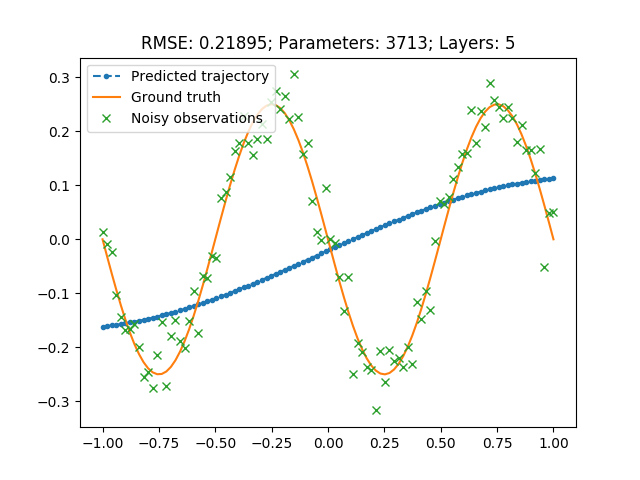 RMSE: 0.21895; Parameters: 3713; Layers: 5
Predicted trajectory
Ground truth
Noisy observations
0.3
0.2
0.1
0.0
−0.1
−0.2
−0.3
−1.00 −0.75 −0.50 −0.25 0.00 0.25 0.50 0.75 1.00